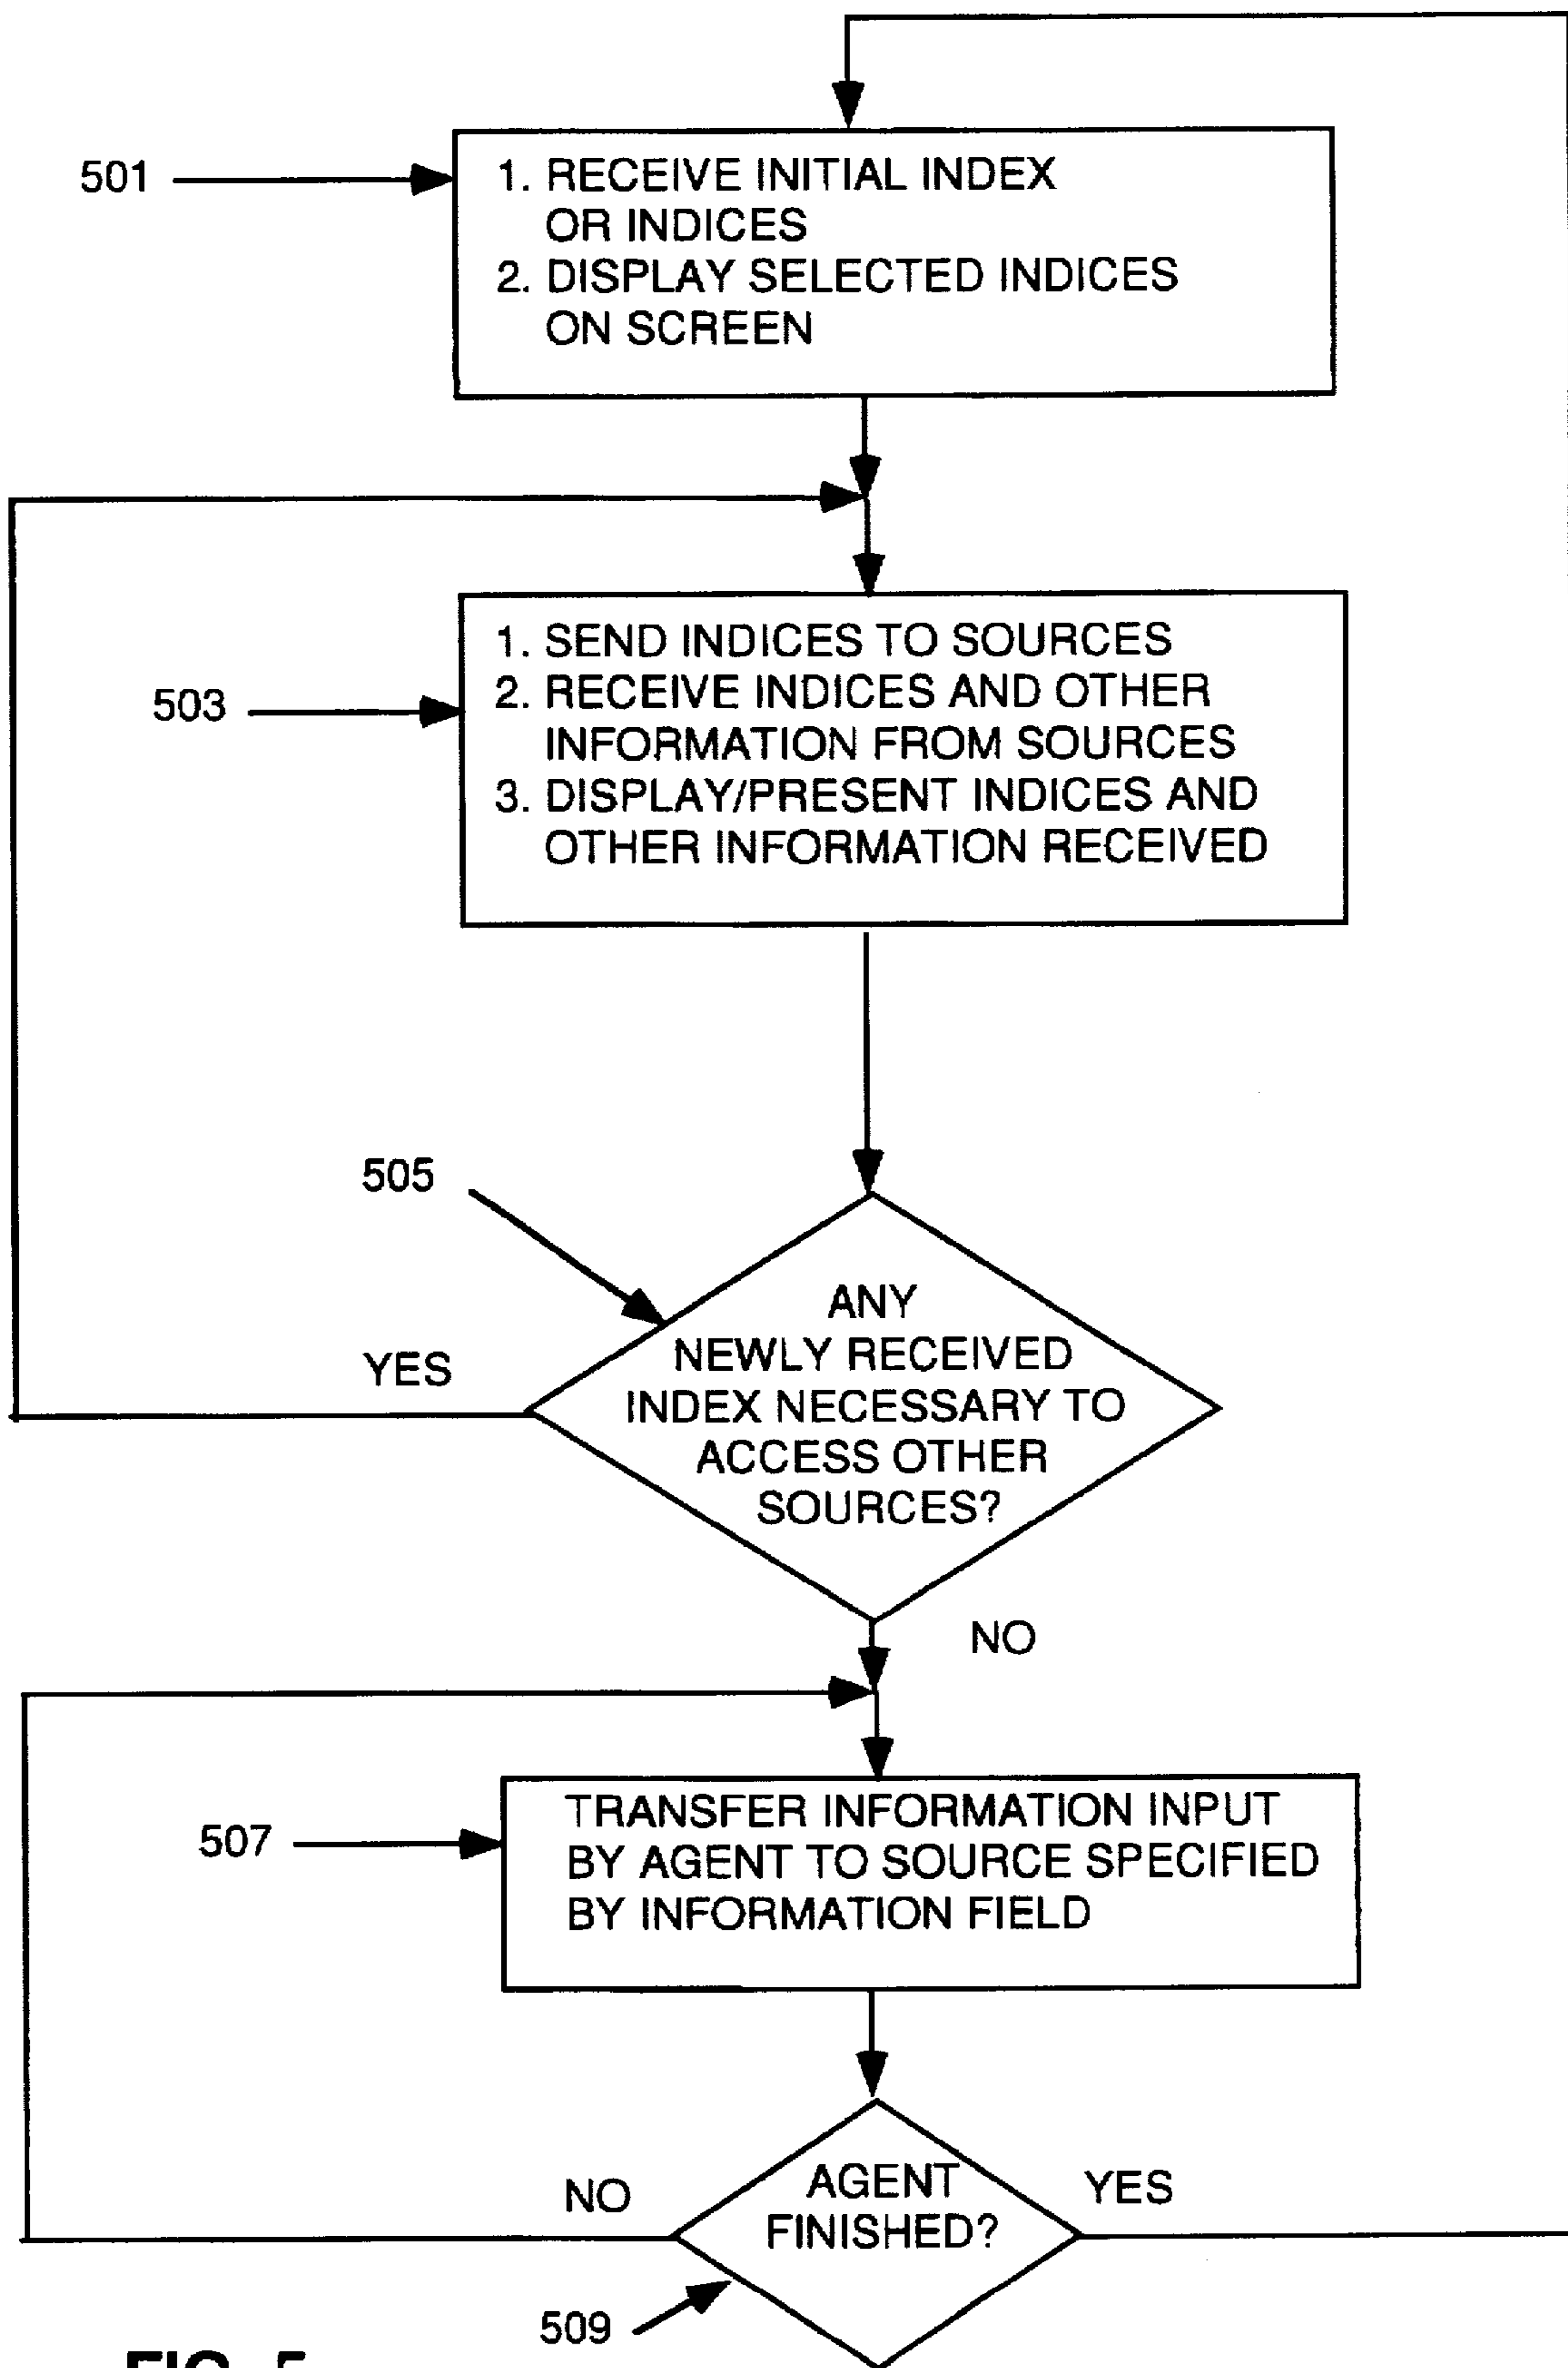 501
1. RECEIVE INITIAL INDEX
OR INDICES
2. DISPLAY SELECTED INDICES
ON SCREEN
503
1. SEND INDICES TO SOURCES
2. RECEIVE INDICES AND OTHER
INFORMATION FROM SOURCES
3. DISPLAY/PRESENT INDICES AND
OTHER INFORMATION RECEIVED
505
ANY
NEWLY RECEIVED
INDEX NECESSARY TO
ACCESS OTHER
SOURCES?
YES
NO
507
TRANSFER INFORMATION INPUT
BY AGENT TO SOURCE SPECIFIED
BY INFORMATION FIELD
NO
AGENT
FINISHED?
YES
509
FIG. 5